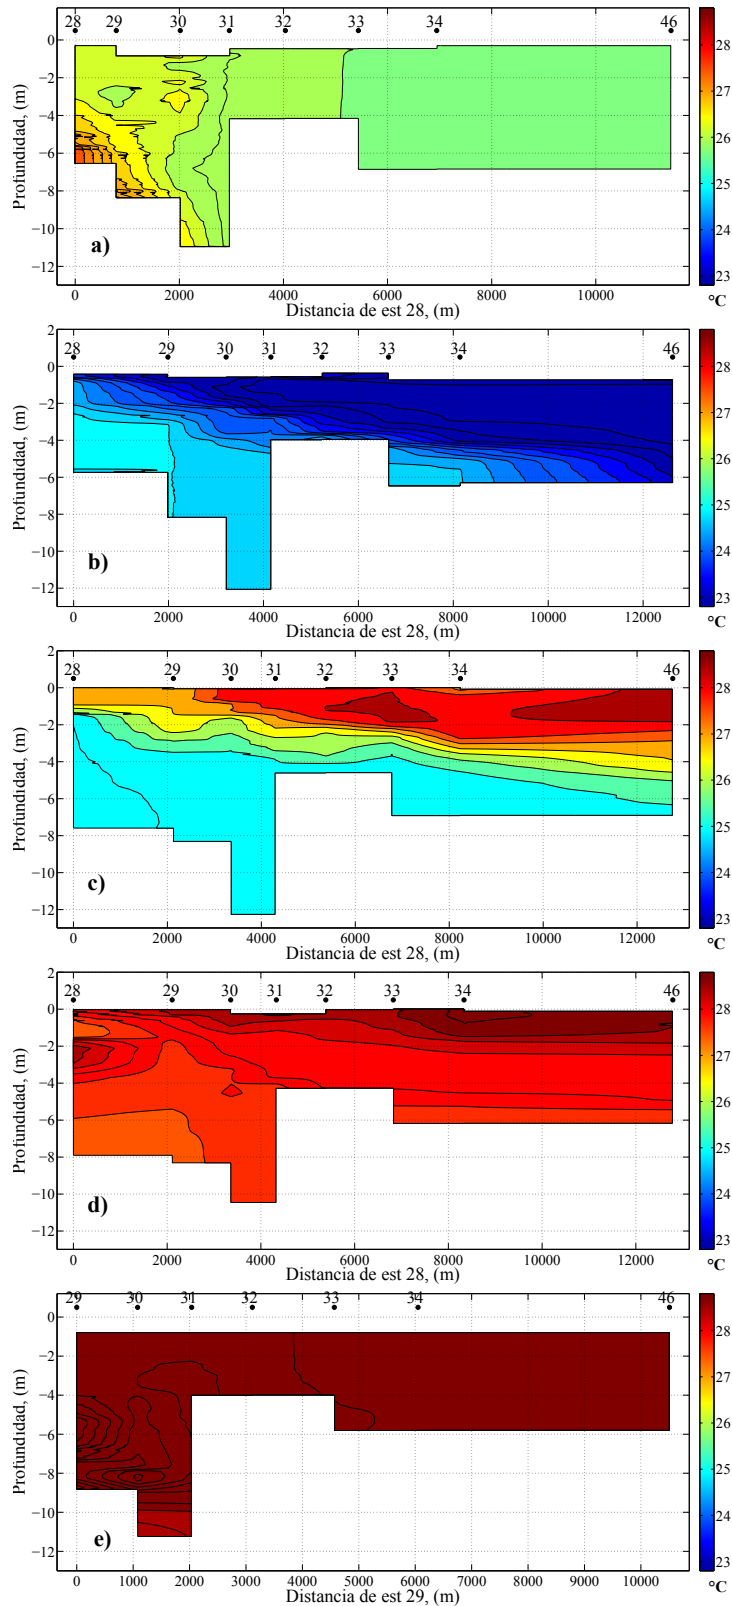 28 29 30 31 32 33 34 46
Profundidad, (m)
0
−2
−4
−6
−8
−10
−12
a)
28
27
26
25
24
23
°C
0 2000 4000 6000 8000 10000
Distancia de est 28, (m)
28 29 30 31 32 33 34 46
Profundidad, (m)
2
0
−2
−4
−6
−8
−10
−12
b)
28
27
26
25
24
23
°C
0 2000 4000 6000 8000 10000 12000
Distancia de est 28, (m)
28 29 30 31 32 33 34 46
Profundidad, (m)
2
0
−2
−4
−6
−8
−10
−12
c)
28
27
26
25
24
23
°C
0 2000 4000 6000 8000 10000 12000
Distancia de est 28, (m)
28 29 30 31 32 33 34 46
Profundidad, (m)
2
0
−2
−4
−6
−8
−10
−12
d)
28
27
26
25
24
23
°C
0 2000 4000 6000 8000 10000 12000
Distancia de est 28, (m)
29 30 31 32 33 34 46
Profundidad, (m)
0
−2
−4
−6
−8
−10
−12
e)
28
27
26
25
24
23
°C
0 1000 2000 3000 4000 5000 6000 7000 8000 9000 10000
Distancia de est 29, (m)